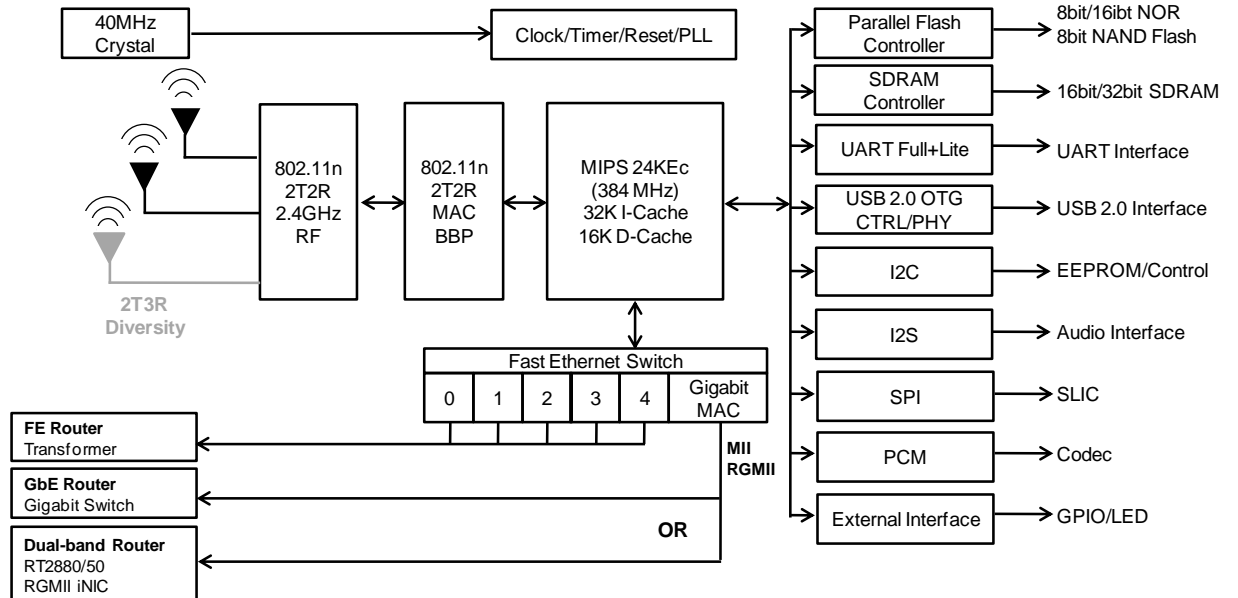 40MHz
Crystal
Clock/Timer/Reset/PLL
Parallel Flash
Controller
8bit/16ibt NOR
8bit NAND Flash
SDRAM
Controller
16bit/32bit SDRAM
802.11n
2T2R
2.4GHz
RF
802.11n
2T2R
MAC
BBP
MIPS 24KEc
(384 MHz)
32K I-Cache
16K D-Cache
UART Full+Lite
UART Interface
USB 2.0 OTG
CTRL/PHY
USB 2.0 Interface
I2C
EEPROM/Control
2T3R
Diversity
I2S
Audio Interface
Fast Ethernet Switch
0
1
2
3
4
Gigabit
MAC
SPI
SLIC
FE Router
Transformer
MII
RGMII
PCM
Codec
GbE Router
Gigabit Switch
External Interface
GPIO/LED
OR
Dual-band Router
RT2880/50
RGMII iNIC